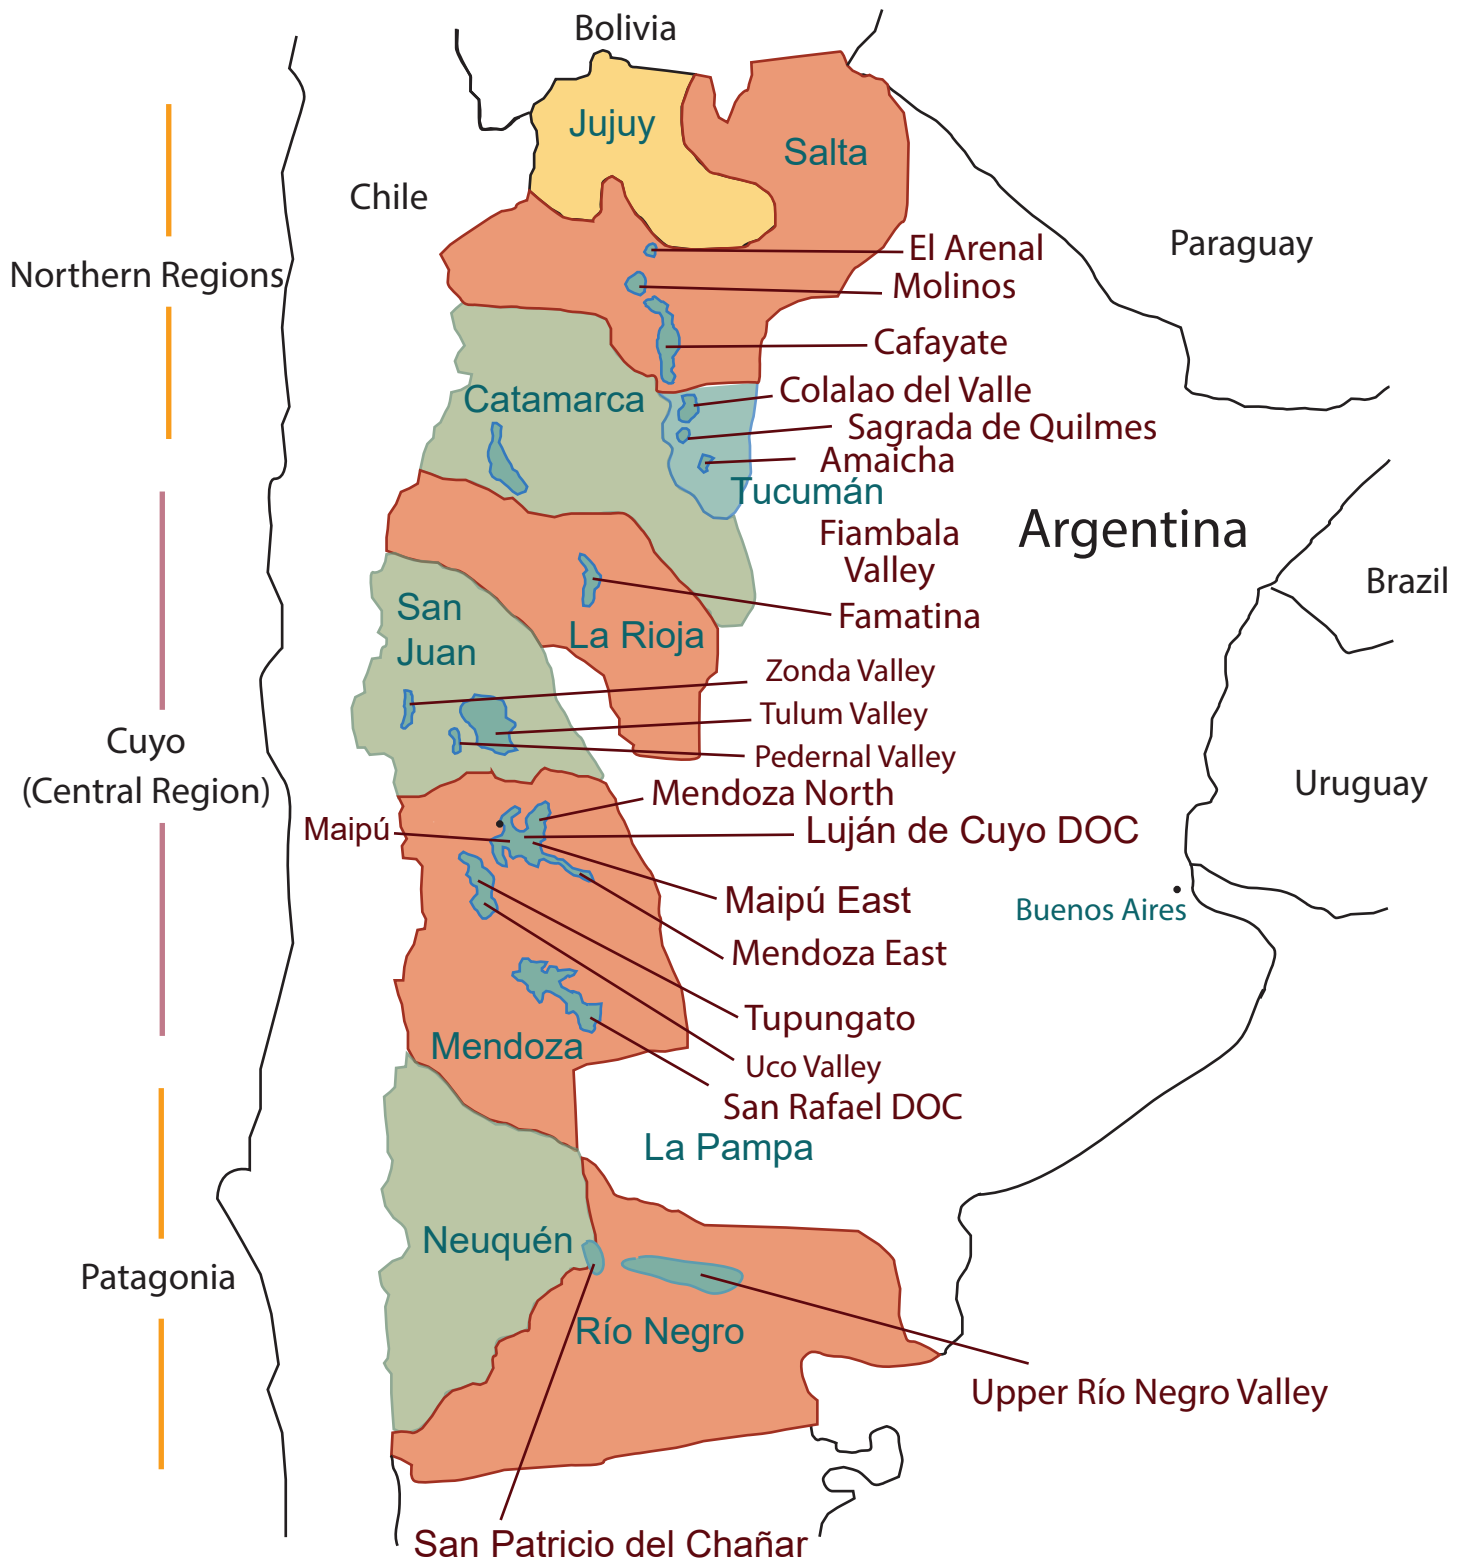 Bolivia
Jujuy
Salta
Chile
Paraguay
El Arenal
Northern Regions
Molinos
Cafayate
Colalao del Valle
Catamarca
Sagrada de Quilmes
Amaicha
Tucumán
Argentina
Fiambala
Valley
Brazil
San
Juan
Famatina
La Rioja
Zonda Valley
Tulum Valley
Cuyo
(Central Region)
Pedernal Valley
Uruguay
Mendoza North
Maipú
Luján de Cuyo DOC
Maipú East
Buenos Aires
Mendoza East
Tupungato
Mendoza
Uco Valley
San Rafael DOC
La Pampa
Neuquén
Patagonia
Río Negro
Upper Río Negro Valley
San Patricio del Chañar